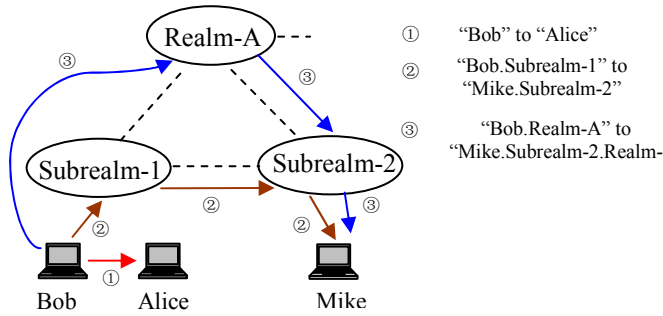 Realm-A
① “Bob” to “Alice”
② “Bob.Subrealm-1” to
“Mike.Subrealm-2”
③ “Bob.Realm-A” to
“Mike.Subrealm-2.Realm-
③
③
Subrealm-1
Subrealm-2
②
②
②
③
①
Bob
Alice
Mike